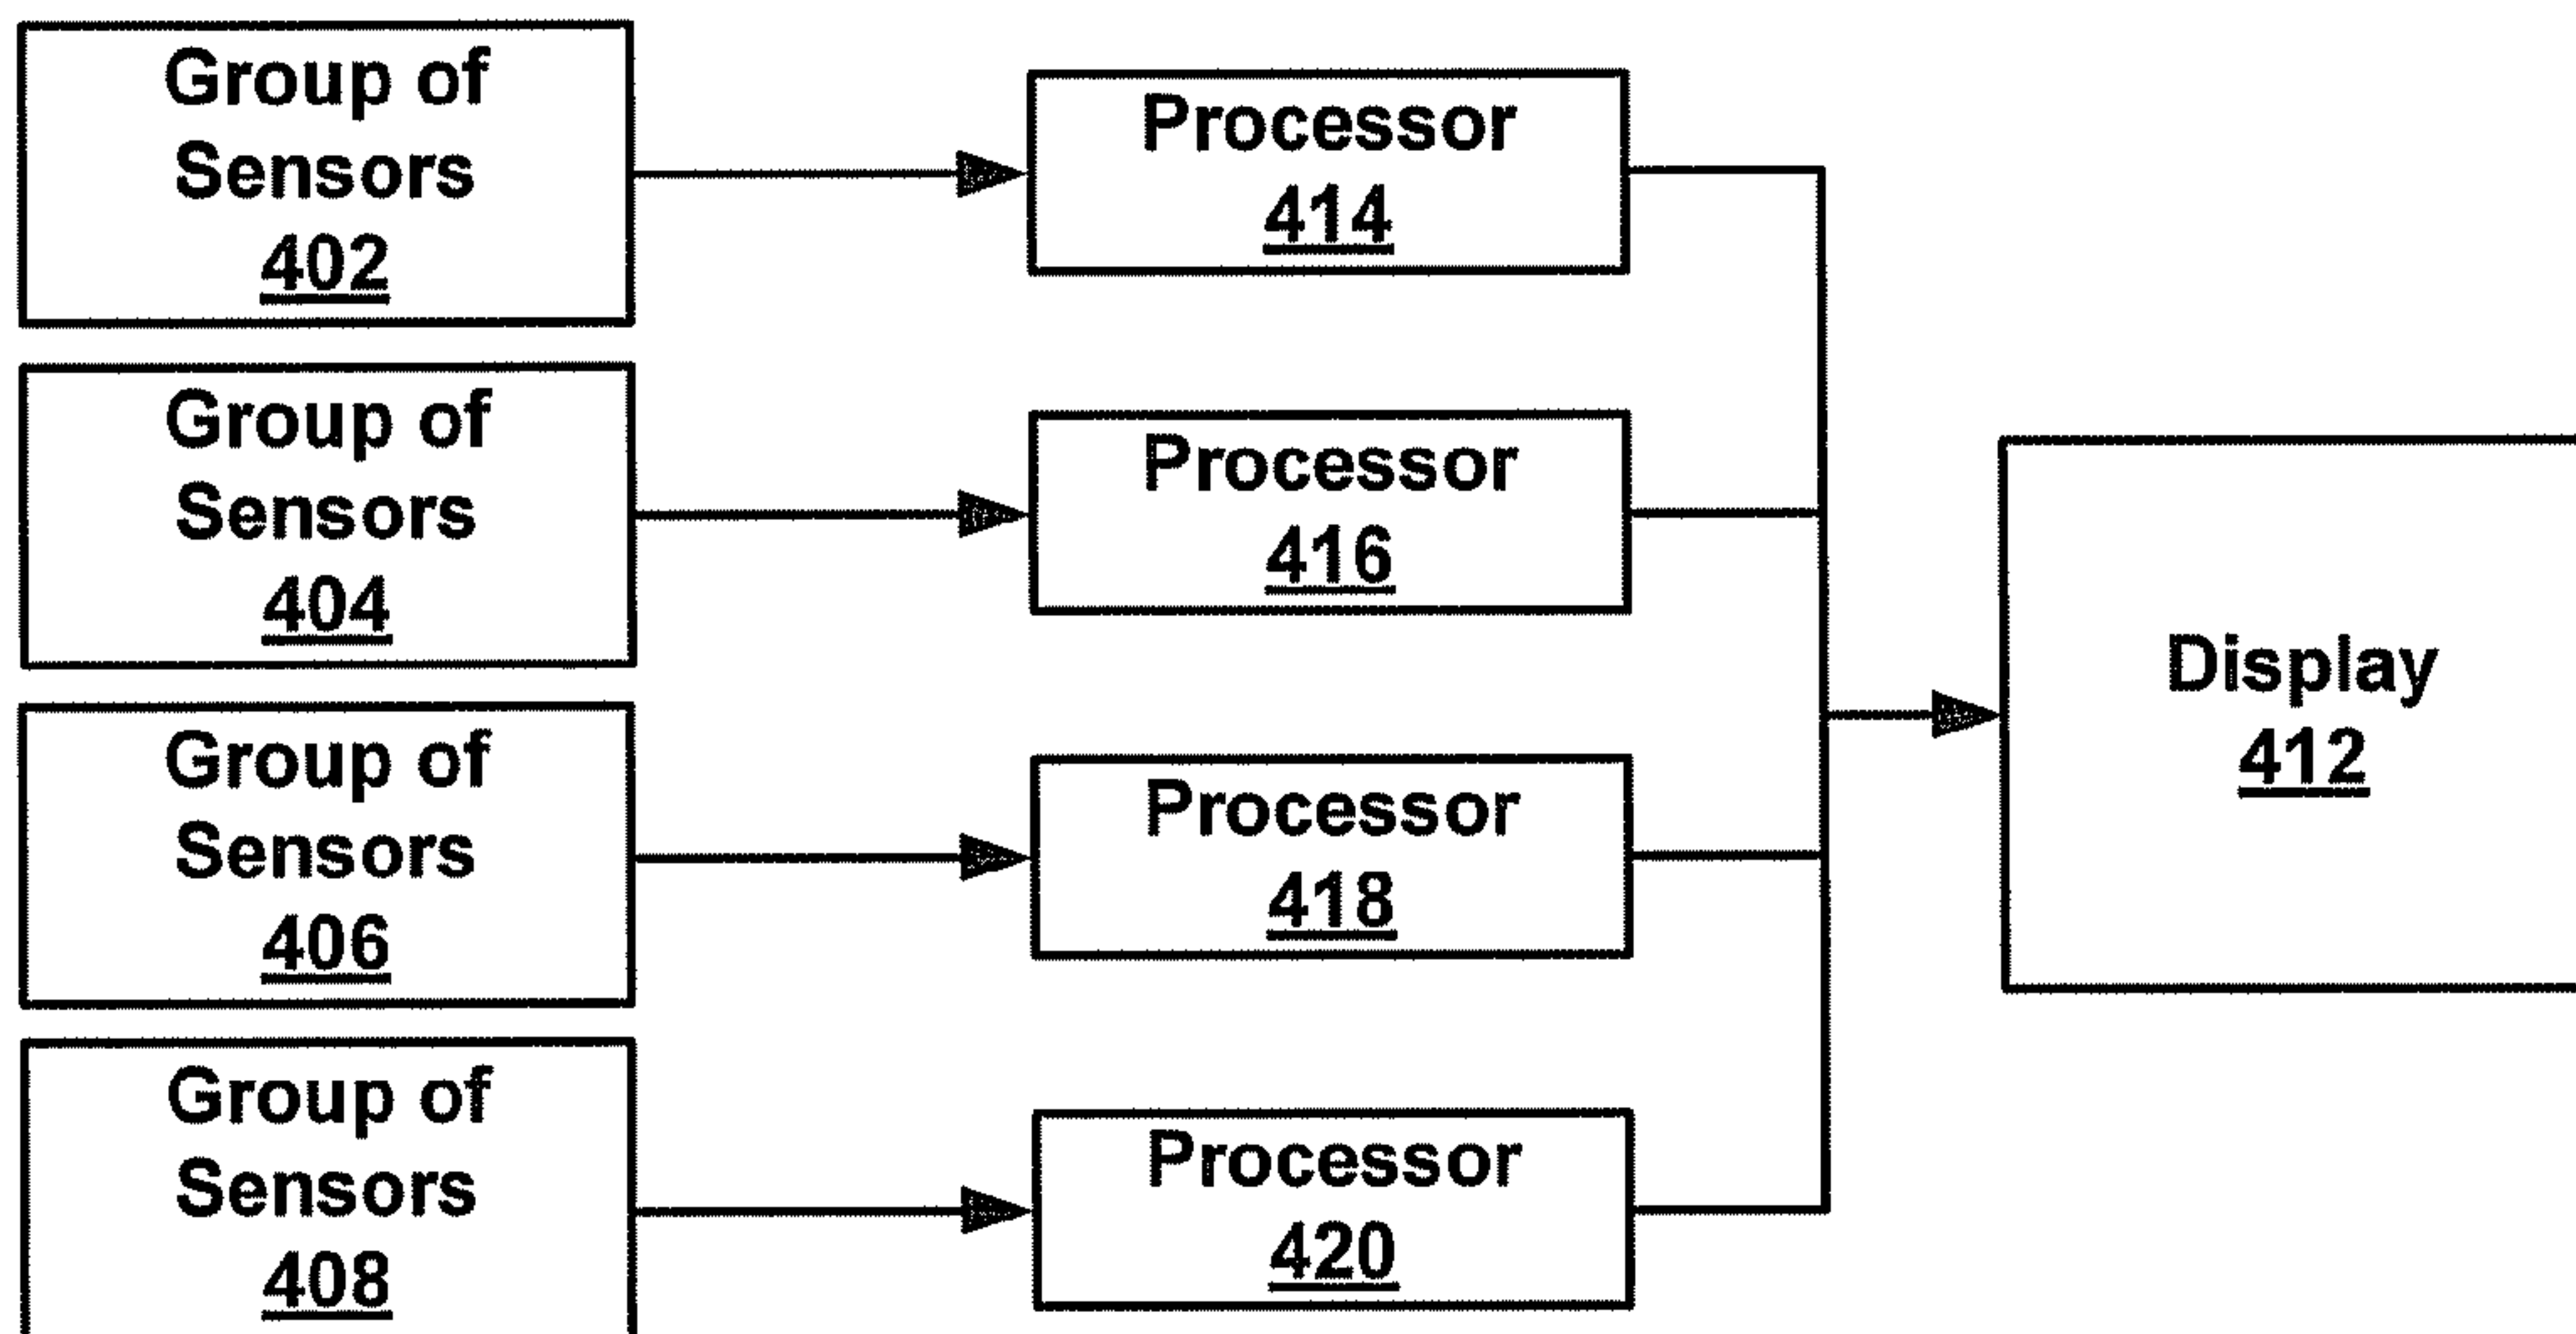 Group of
Sensors
402
Processor
414
Group of
Sensors
404
Processor
416
Group of
Sensors
406
Processor
418
Group of
Sensors
408
Processor
420
Display
412